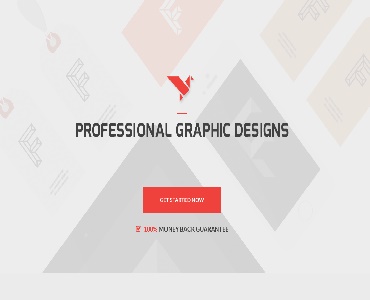 PROFESSIONAL GRAPHIC DESIGNS
GET STARTED NOW
100% MONEY BACK GUARANTEE